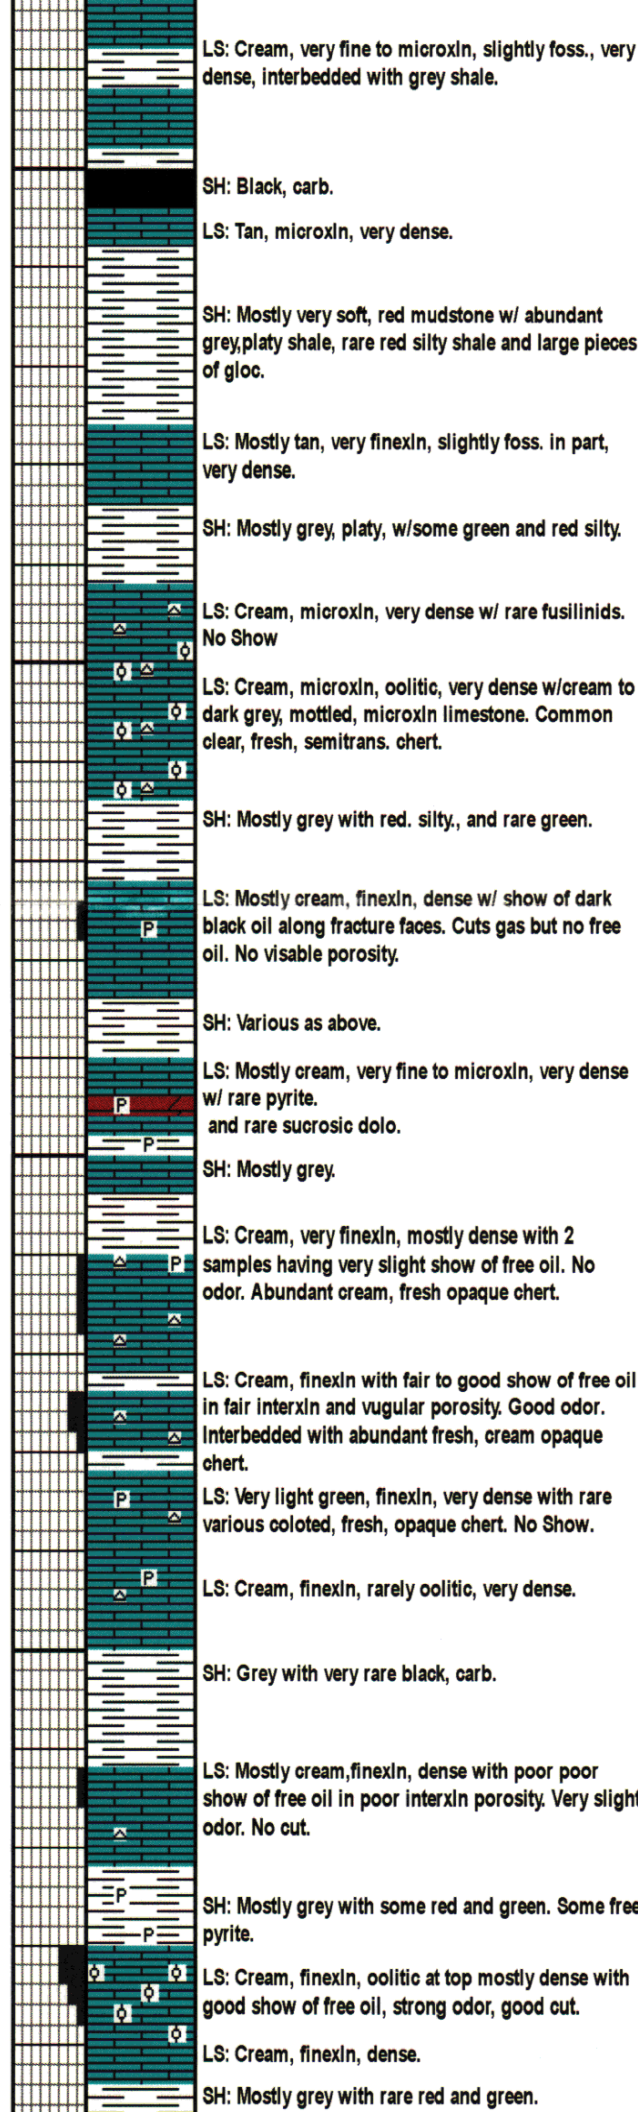 LS: Cream, very fine to microxln, slightly foss., very
dense, interbedded with grey shale.
SH: Black, carb.
LS: Tan, microxln, very dense.
SH: Mostly very soft, red mudstone w/ abundant
grey,platy shale, rare red silty shale and large pieces
of gloc.
LS: Mostly tan, very finexln, slightly foss. in part,
very dense.
SH: Mostly grey, platy, w/some green and red silty.
LS: Cream, microxln, very dense w/ rare fusilinids.
No Show
LS: Cream, microxln, oolitic, very dense w/cream to
dark grey, mottled, microxln limestone. Common
clear, fresh, semitrans. chert.
SH: Mostly grey with red. silty., and rare green.
LS: Mostly cream, finexln, dense w/ show of dark
black oil along fracture faces. Cuts gas but no free
oil. No visable porosity.
P
SH: Various as above.
LS: Mostly cream, very fine to microxln, very dense
w/ rare pyrite.
and rare sucrosic dolo.
P
P
SH: Mostly grey.
LS: Cream, very finexln, mostly dense with 2
samples having very slight show of free oil. No
odor. Abundant cream, fresh opaque chert.
P
LS: Cream, finexln with fair to good show of free oil
in fair interxln and vugular porosity. Good odor.
Interbedded with abundant fresh, cream opaque
chert.
LS: Very light green, finexln, very dense with rare
various coloted, fresh, opaque chert. No Show.
P
P
LS: Cream, finexln, rarely oolitic, very dense.
SH: Grey with very rare black, carb.
LS: Mostly cream,finexln, dense with poor poor
show of free oil in poor interxln porosity. Very slight
odor. No cut.
P
SH: Mostly grey with some red and green. Some free
pyrite.
P
LS: Cream, finexln, oolitic at top mostly dense with
good show of free oil, strong odor, good cut.
LS: Cream, finexln, dense.
SH: Mostly grey with rare red and green.